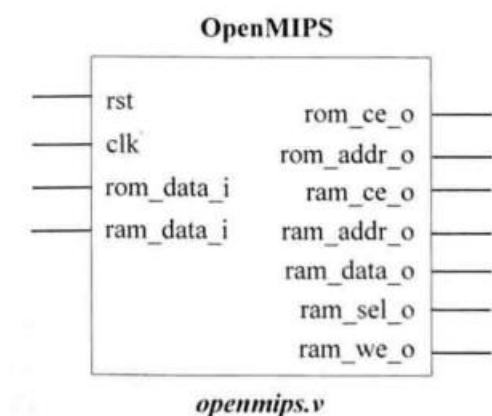 OpenMIPS
rst
clk
rom_data_i
ram_data_i
rom_ce_o
rom_addr_o
ram_ce_o
ram_addr_o
ram_data_o
ram_sel_o
ram_we_o
openmips.v